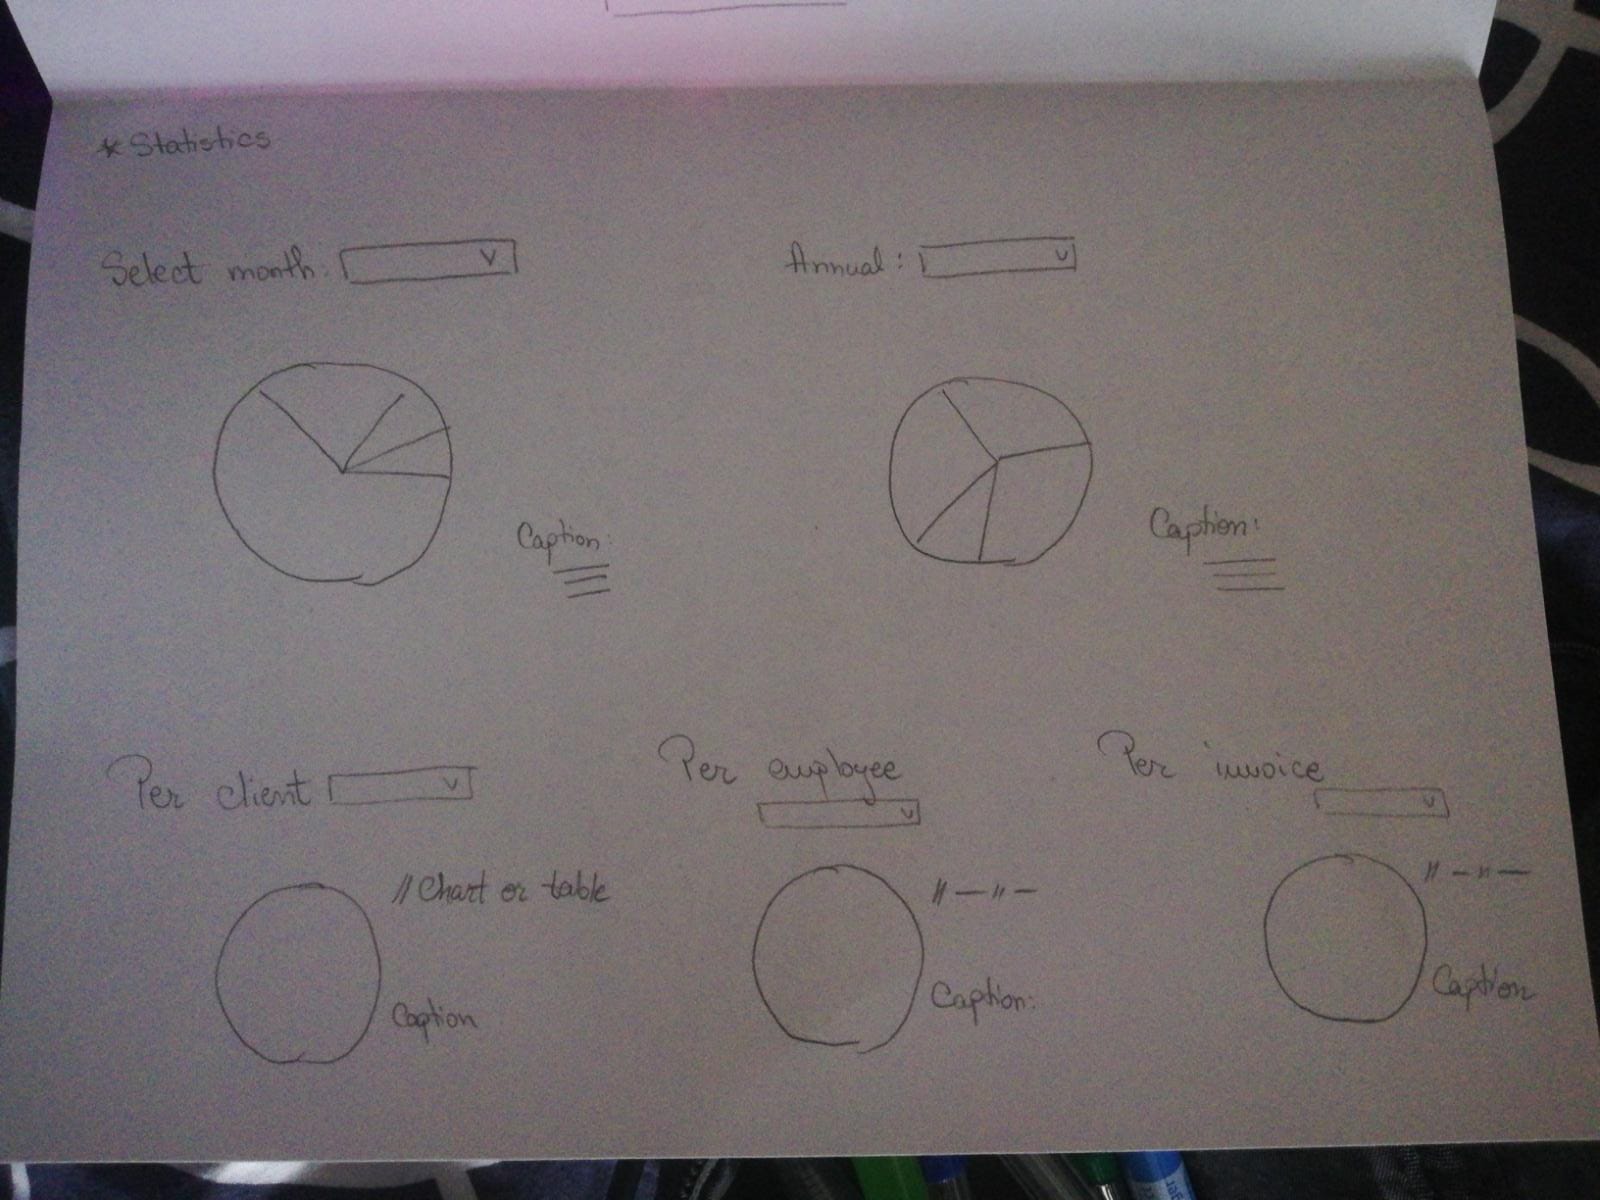 * Statistics
Select month: V
Annual: V
Caption:
Caption:
Per client V
Per employee
V
Per invoice
V
// Chart or table
Caption
// — // —
Caption:
// — // —
Caption